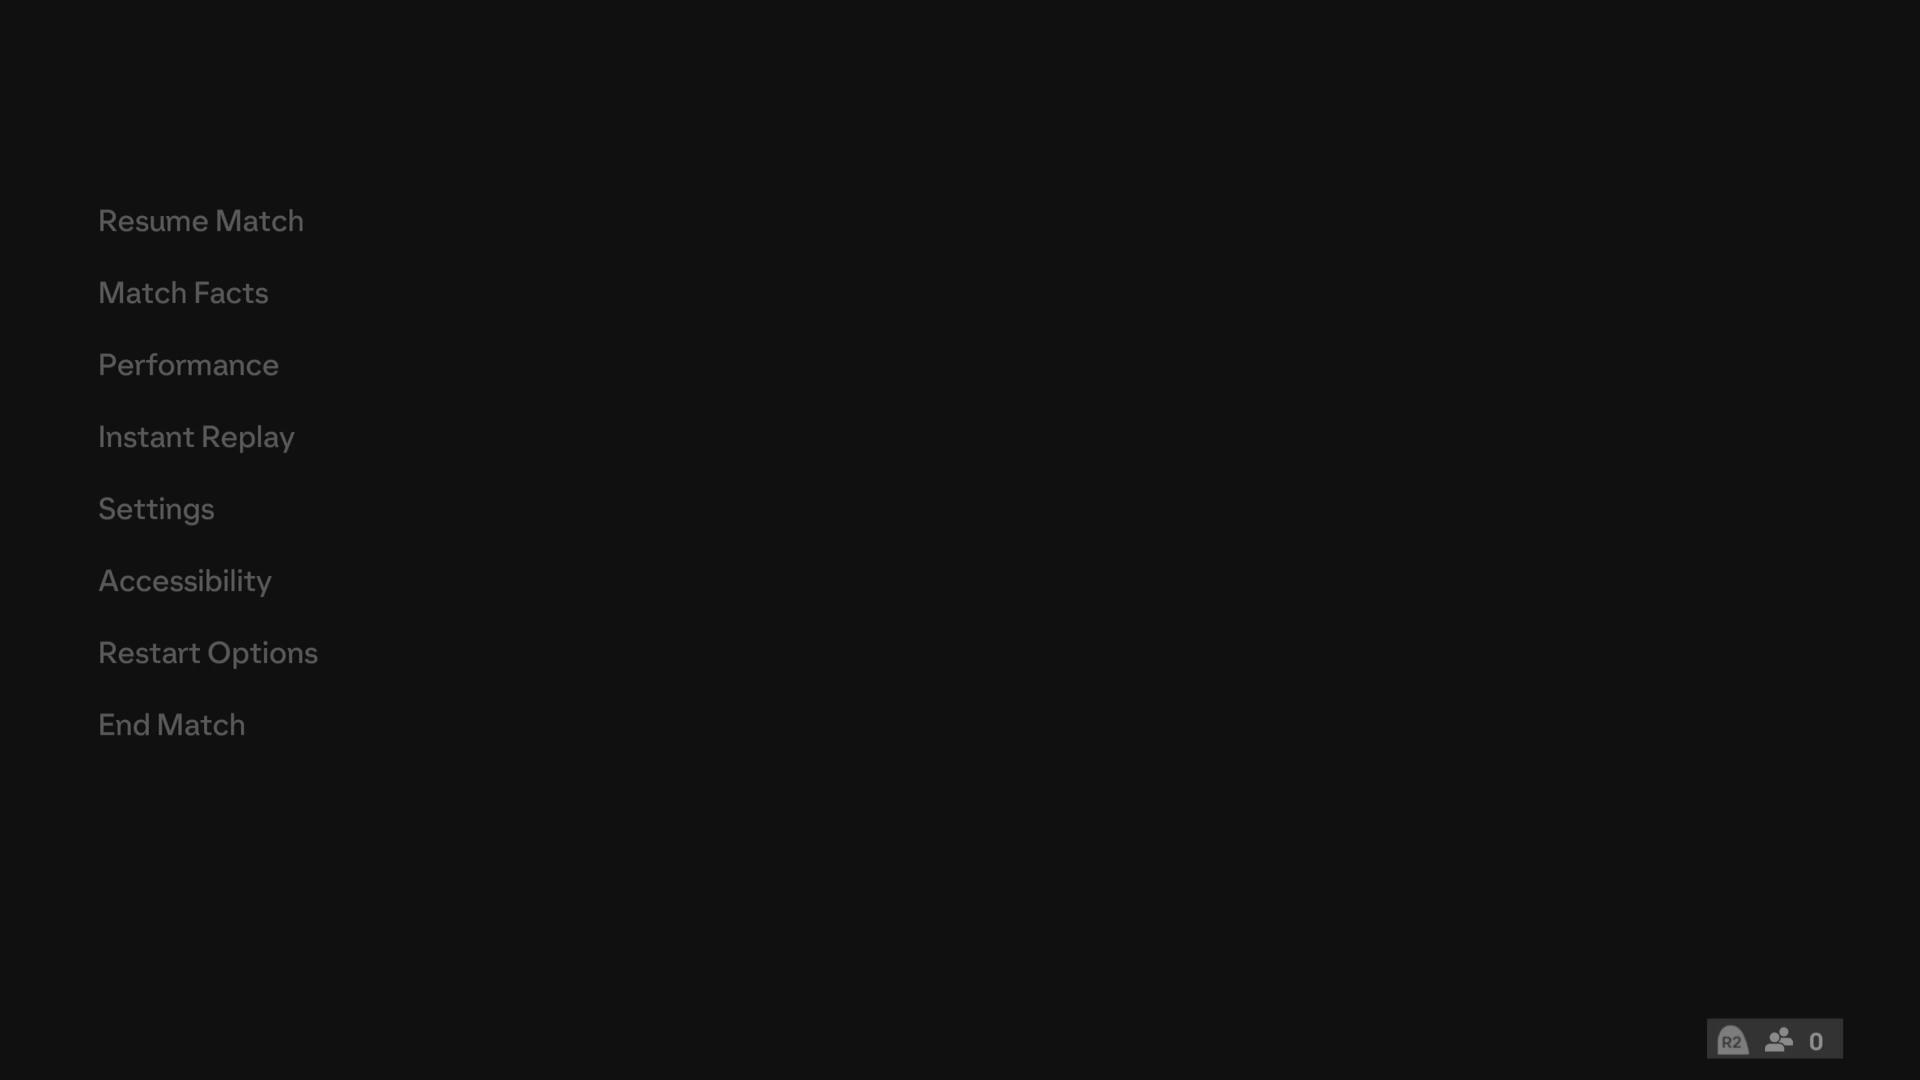 Resume Match
Match Facts
Performance
Instant Replay
Settings
Accessibility
Restart Options
End Match
R2 0